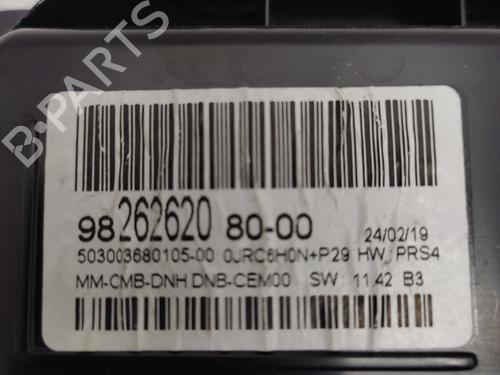 B-PARTS
98 262620 80-00
24/02/19
503003680105-00 0JRC6H0N+P29 HW: PRS4
MM-CMB-DNH DNB-CEM00 SW: 11.42 B3